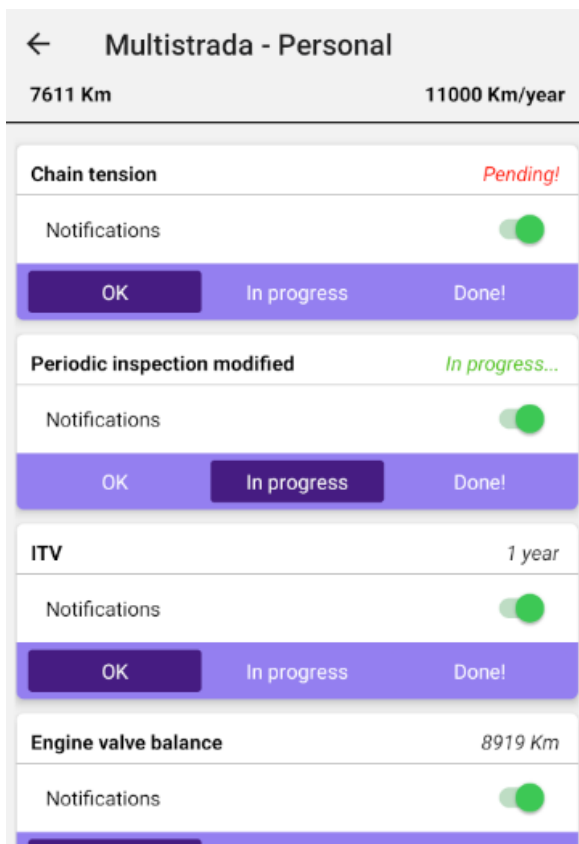 Multistrada - Personal
7611 Km 11000 Km/year
Chain tension Pending!
Notifications
OK In progress Done!
Periodic inspection modified In progress...
Notifications
OK In progress Done!
ITV 1 year
Notifications
OK In progress Done!
Engine valve balance 8919 Km
Notifications